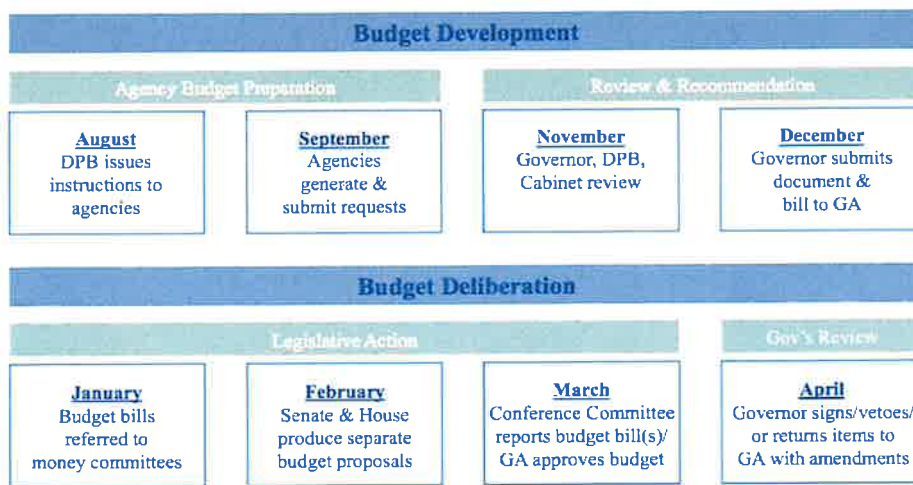 Budget Development
Agency Budget Preparation
Review & Recommendation
August
DPB issues
instructions to
agencies
September
Agencies
generate &
submit requests
November
Governor, DPB,
Cabinet review
December
Governor submits
document &
bill to GA
Budget Deliberation
Legislative Action
Gov's Review
January
Budget bills
referred to
money committees
February
Senate & House
produce separate
budget proposals
March
Conference Committee
reports budget bill(s)/
GA approves budget
April
Governor signs/vetoes/
or returns items to
GA with amendments